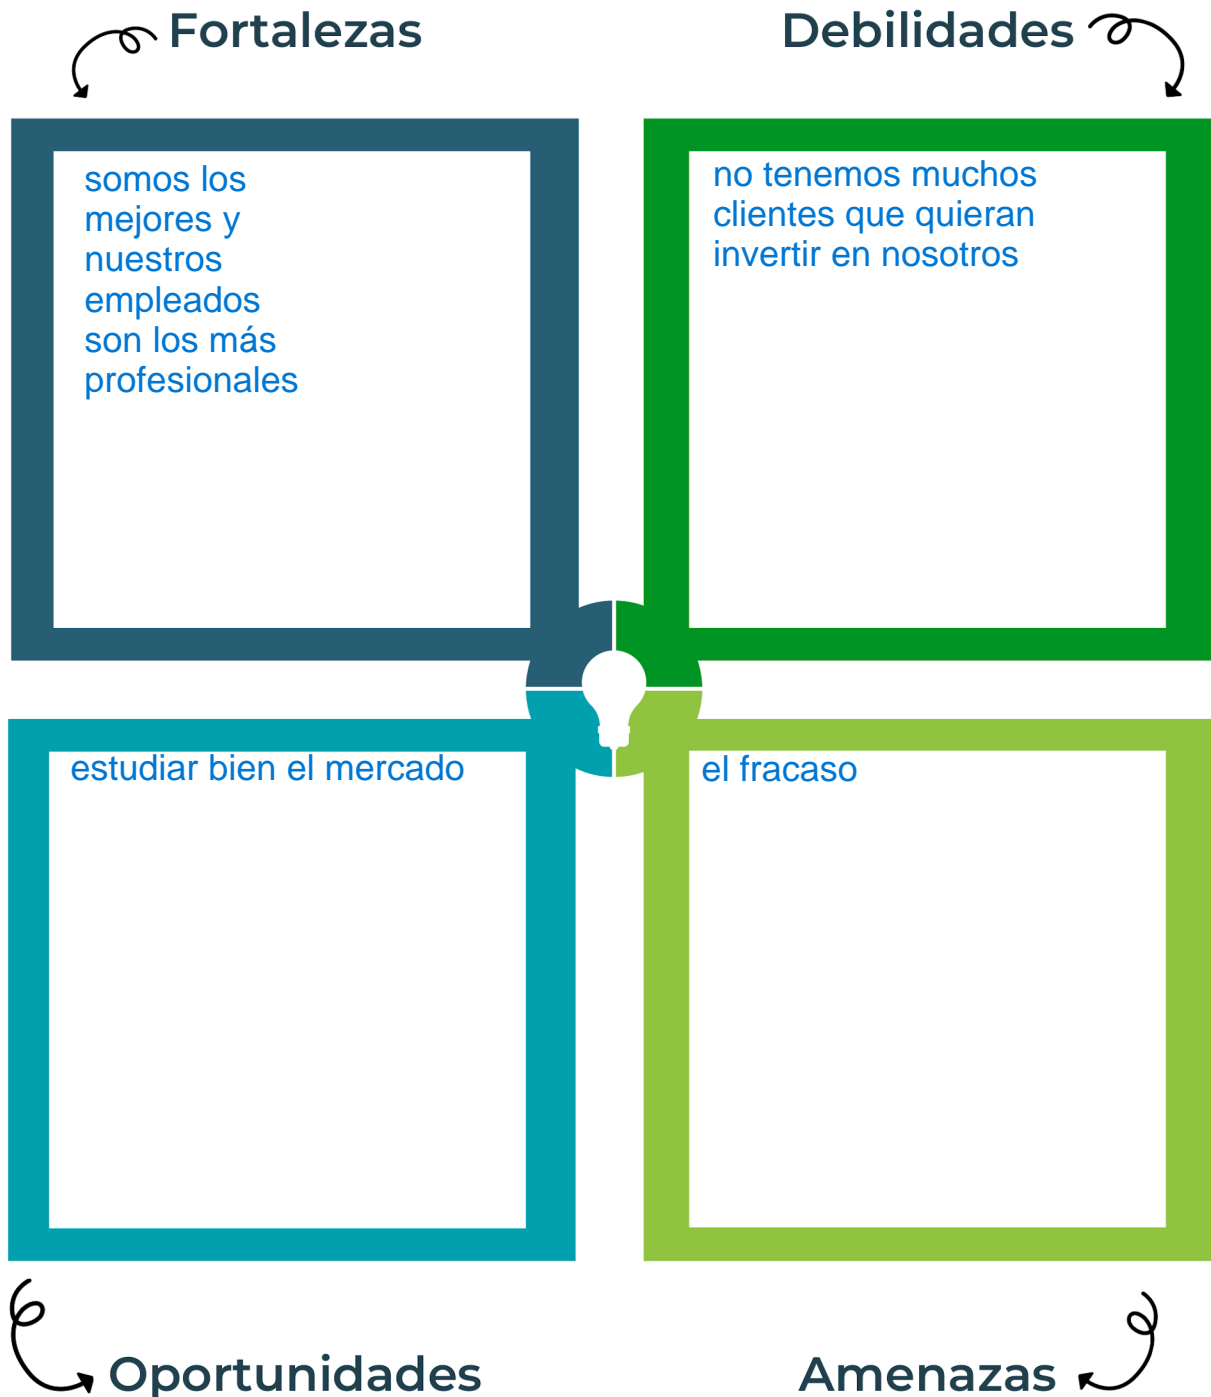 Fortalezas
Debilidades
somos los
mejores y
nuestros
empleados
son los más
profesionales
no tenemos muchos
clientes que quieran
invertir en nosotros
estudiar bien el mercado
el fracaso
Oportunidades
Amenazas